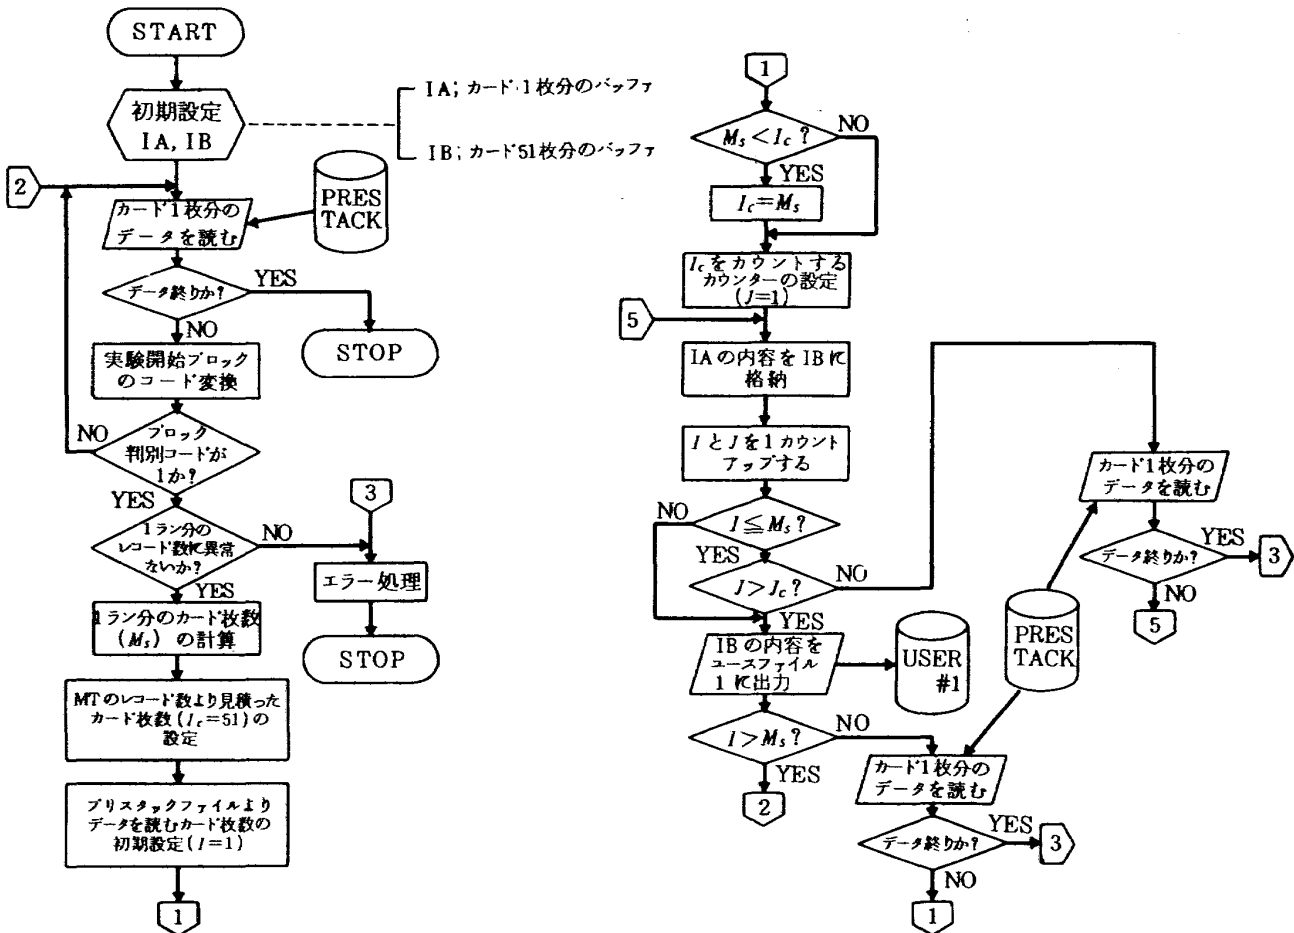 START
初期設定
IA, IB
IA; カード1枚分のバッファ
IB; カード51枚分のバッファ
2
カード1枚分の
データを読む
PRES
TACK
データ終りか?
YES
NO
STOP
実験開始ブロック
のコード変換
NO
ブロック
判別コードが
1か?
YES
3
1ラン分の
レコード数に異常
ないか?
NO
YES
エラー処理
STOP
1ラン分のカード枚数
(Ms) の計算
MTのレコード数より見積った
カード枚数(Ic=51)の
設定
プリスタックファイルより
データを読むカード枚数の
初期設定(I=1)
1
1
Ms<Ic?
NO
YES
Ic=Ms
Icをカウントする
カウンターの設定
(J=1)
5
IAの内容をIBに
格納
IとJを1カウント
アップする
NO
I≦Ms?
YES
J>Ic?
NO
YES
IBの内容を
ユースファイル
1に出力
USER
#1
I>Ms?
NO
YES
2
カード1枚分の
データを読む
データ終りか?
YES
3
NO
5
PRES
TACK
カード1枚分の
データを読む
データ終りか?
YES
3
NO
1